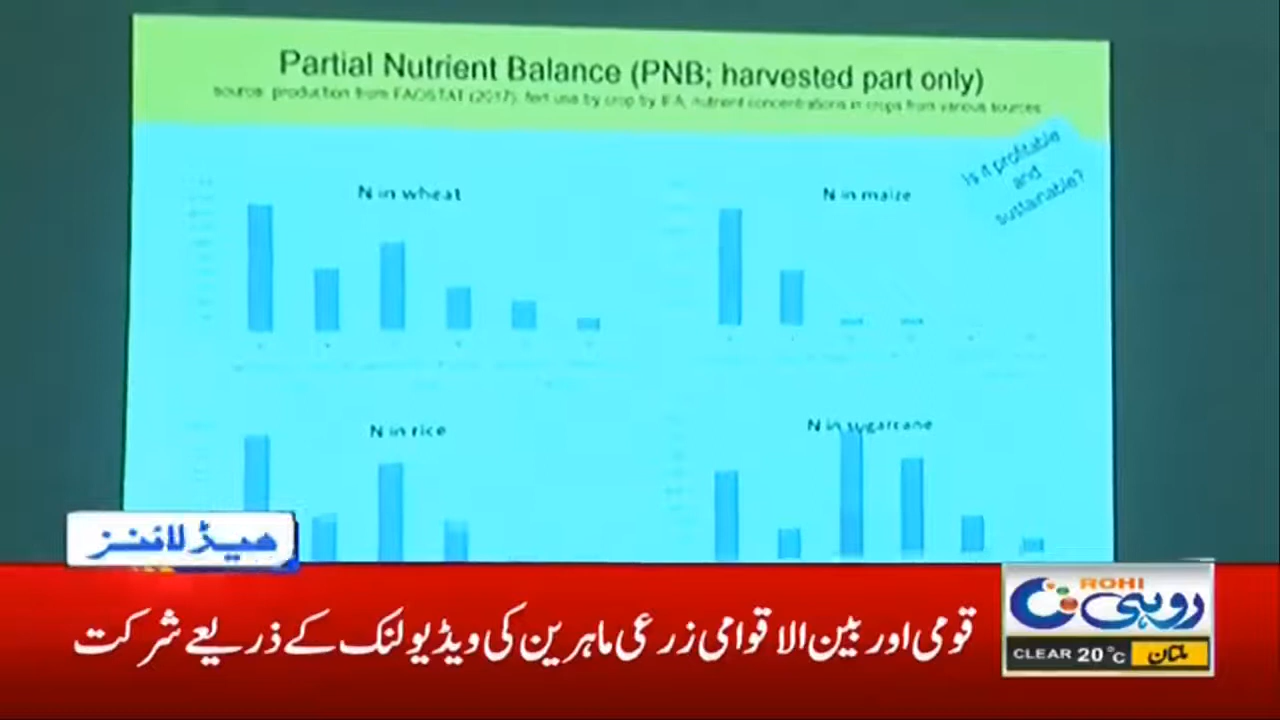 Partial Nutrient Balance (PNB; harvested part only)
source: production from FAOSTAT (2017), fert use by crop by IFA, nutrient concentrations in crops from various sources
Is it profitable
and
sustainable?
N in wheat
N in maize
N in rice
N in sugarcane
ہیڈلائنز
قومی اور بین الاقوامی زرعی ماہرین کی ویڈیو لنک کے ذریعے شرکت
ROHI
روہی
CLEAR 20°c ملتان